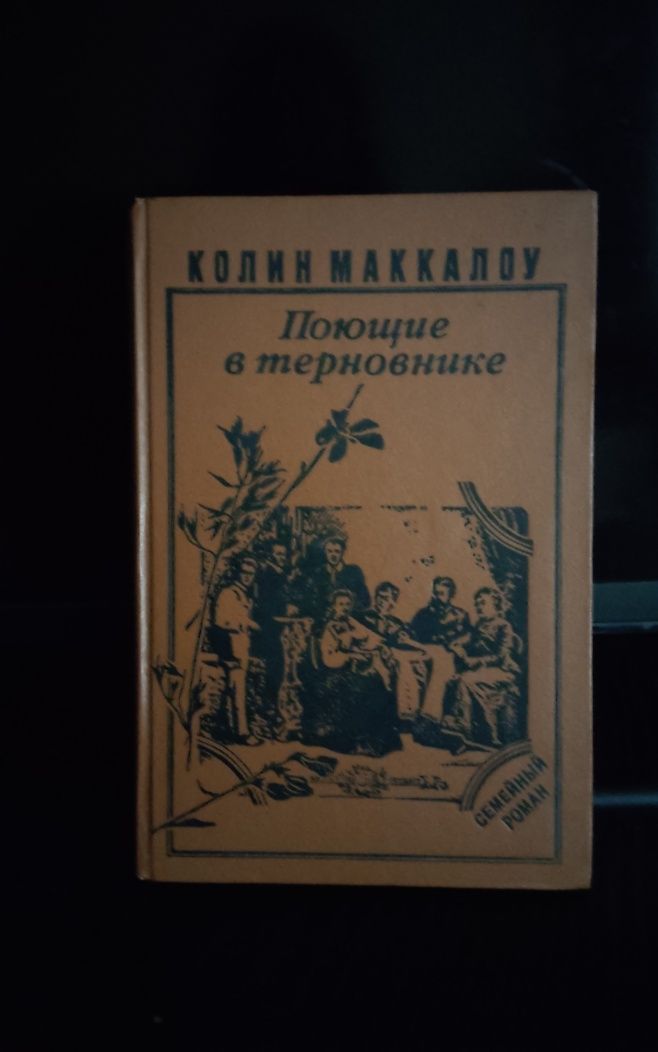 КОЛИН МАККАЛОУ
Поющие
в терновнике
СЕМЕЙНЫЙ
РОМАН